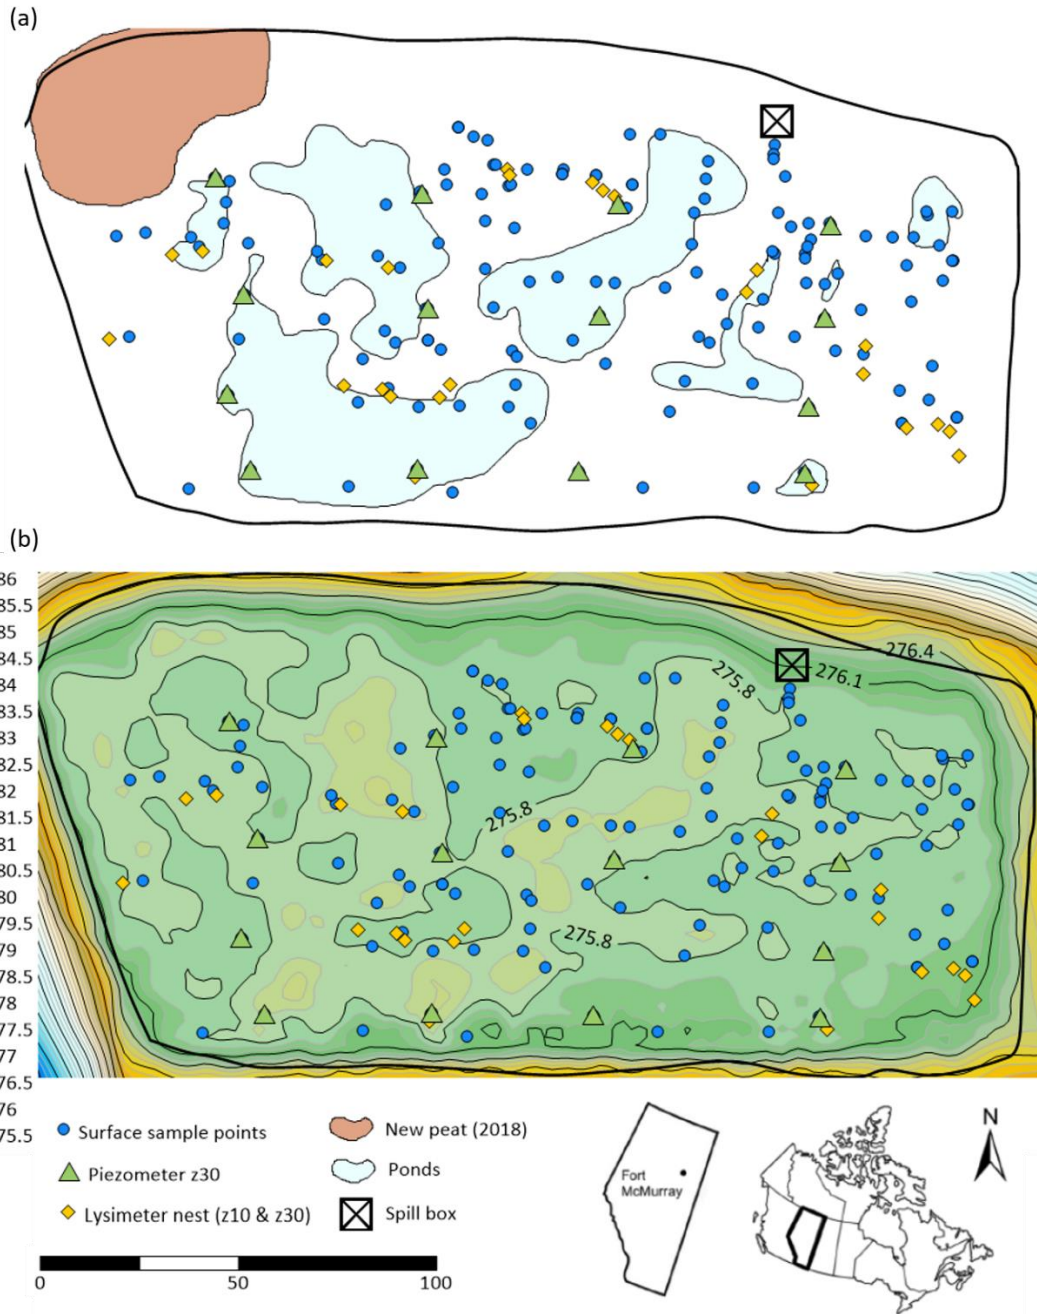 (a)
(b)
86
85.5
85
84.5
84
83.5
83
82.5
82
81.5
81
80.5
80
79.5
79
78.5
78
77.5
77
76.5
76
75.5
276.4
276.1
275.8
275.8
275.8
Surface sample points
Piezometer z30
Lysimeter nest (z10 & z30)
New peat (2018)
Ponds
Spill box
0
50
100
Fort
McMurray
N